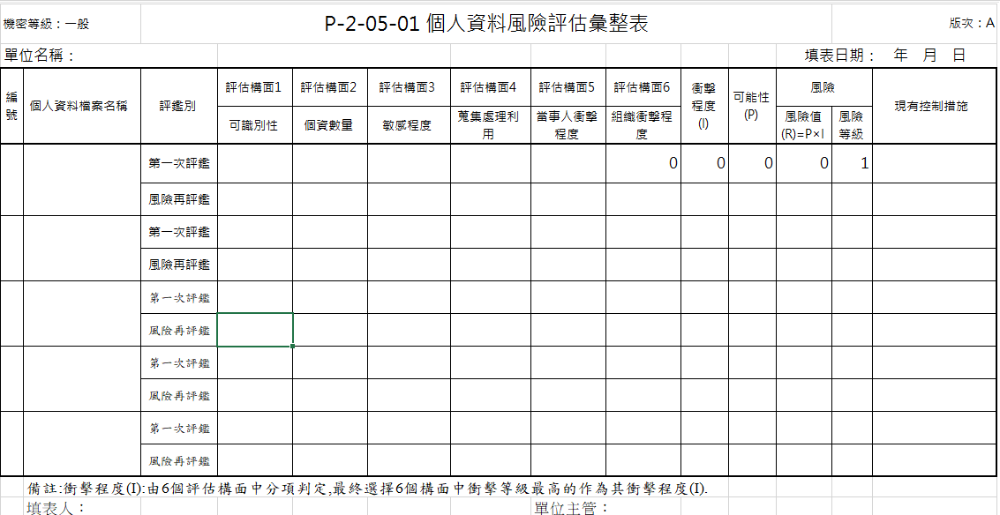 機密等級：一般
P-2-05-01 個人資料風險評估彙整表
版次：A
單位名稱：
填表日期： 年 月 日
編號
個人資料檔案名稱
評鑑別
評估構面1
評估構面2
評估構面3
評估構面4
評估構面5
評估構面6
衝擊
程度
(I)
可能性
(P)
風險
現有控制措施
可識別性
個資數量
敏感程度
蒐集處理利
用
當事人衝擊
程度
組織衝擊程
度
風險值
(R)=P×I
風險
等級
第一次評鑑
0
0
0
0
1
風險再評鑑
第一次評鑑
風險再評鑑
第一次評鑑
風險再評鑑
第一次評鑑
風險再評鑑
第一次評鑑
風險再評鑑
備註:衝擊程度(I):由6個評估構面中分項判定,最終選擇6個構面中衝擊等級最高的作為其衝擊程度(I).
填表人：
單位主管：